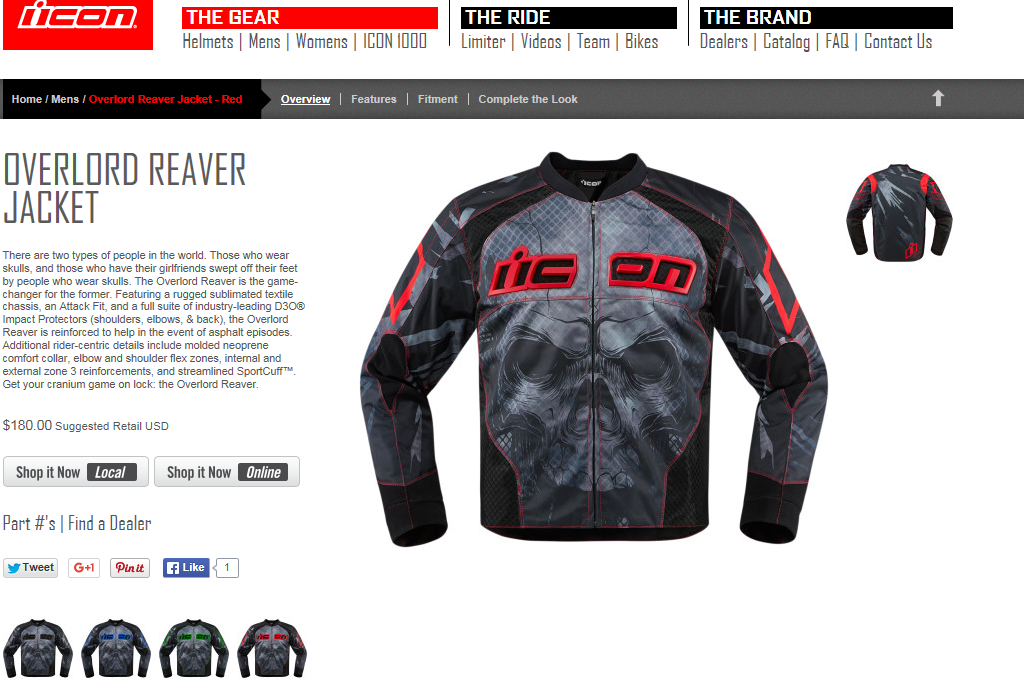 iicon
THE GEAR
Helmets | Mens | Womens | ICON 1000
THE RIDE
Limiter | Videos | Team | Bikes
THE BRAND
Dealers | Catalog | FAQ | Contact Us
Home / Mens / Overlord Reaver Jacket - Red
Overview | Features | Fitment | Complete the Look
OVERLORD REAVER
JACKET
There are two types of people in the world. Those who wear
skulls, and those who have their girlfriends swept off their feet
by people who wear skulls. The Overlord Reaver is the game-
changer for the former. Featuring a rugged sublimated textile
chassis, an Attack Fit, and a full suite of industry-leading D3O®
Impact Protectors (shoulders, elbows, & back), the Overlord
Reaver is reinforced to help in the event of asphalt episodes.
Additional rider-centric details include molded neoprene
comfort collar, elbow and shoulder flex zones, internal and
external zone 3 reinforcements, and streamlined SportCuff™.
Get your cranium game on lock: the Overlord Reaver.
$180.00 Suggested Retail USD
Shop it Now Local
Shop it Now Online
Part #'s | Find a Dealer
Tweet
G+1
Pin it
Like
1
iicon
iicon